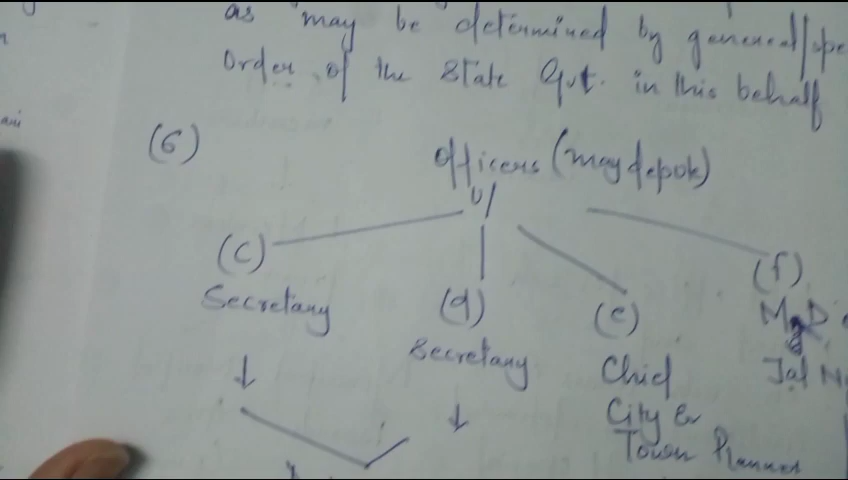 as may be determined by general/spe
Order of the State Gvt. in this behalf
(6)
Officers (may depok)
u/
(c)
(d)
(e)
(f)
Secretary
Secretary
Chief
City &
Town Planner
M.D
Jal N